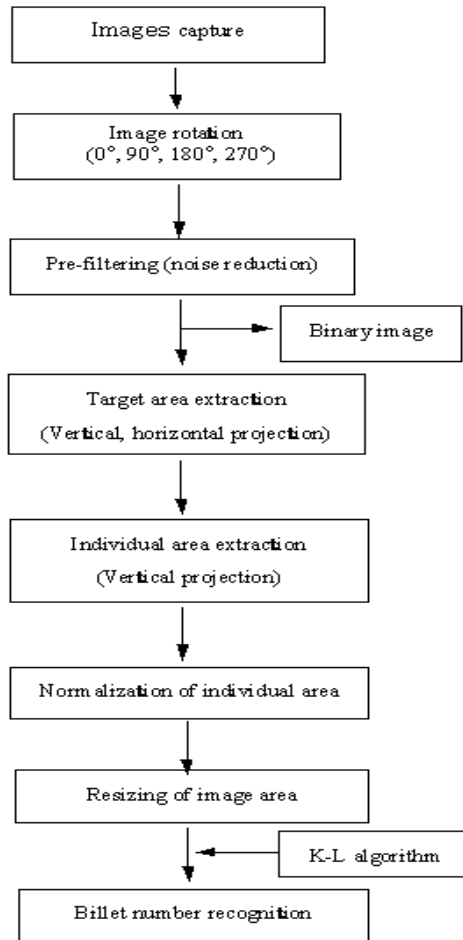 Images capture
Image rotation
(0°, 90°, 180°, 270°)
Pre-filtering (noise reduction)
Binary image
Target area extraction
(Vertical, horizontal projection)
Individual area extraction
(Vertical projection)
Normalization of individual area
Resizing of image area
K-L algorithm
Billet number recognition